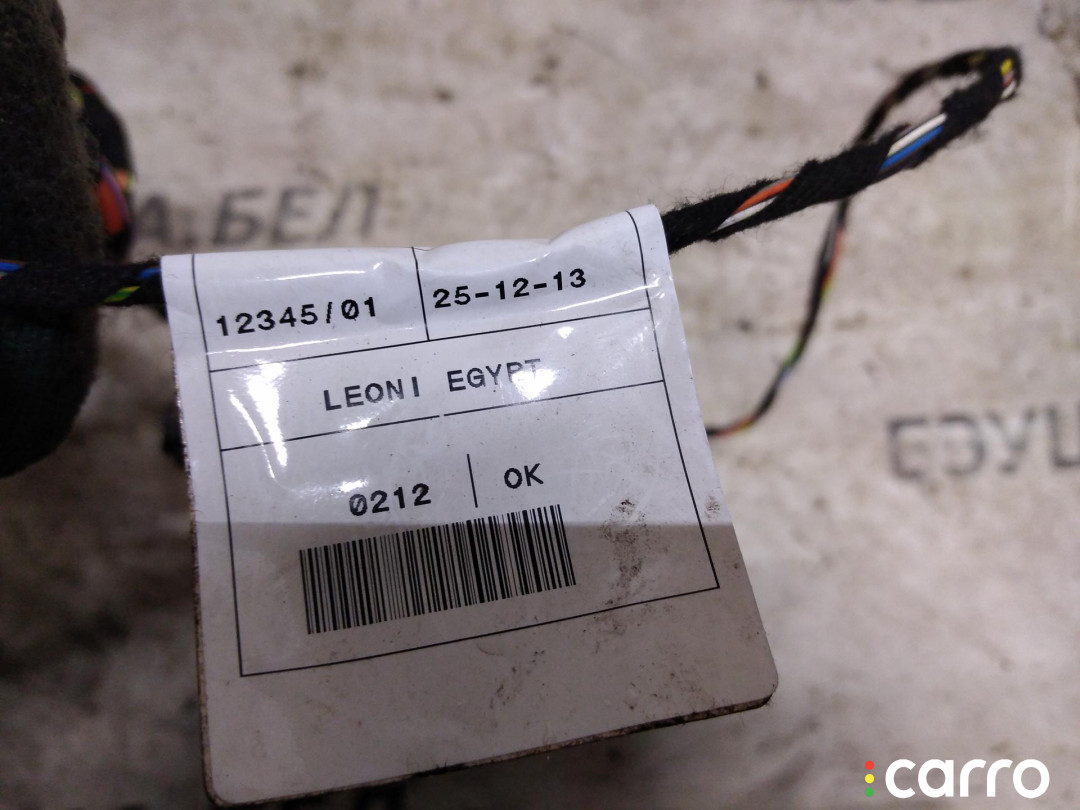 А.БЕЛ
12345/01 25-12-13
LEONI EGYPT
0212 | OK
carro